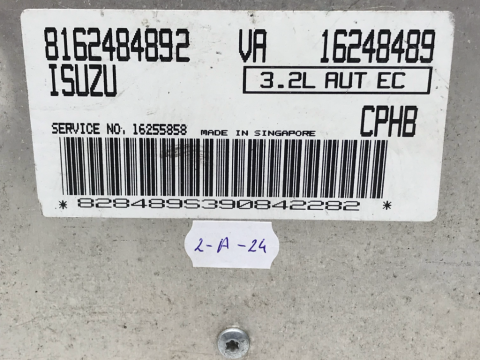 8162484892 VA 16248489
ISUZU 3.2L AUT EC
SERVICE NO: 16255858 MADE IN SINGAPORE CPHB
*828489S390842282*
2-A-24